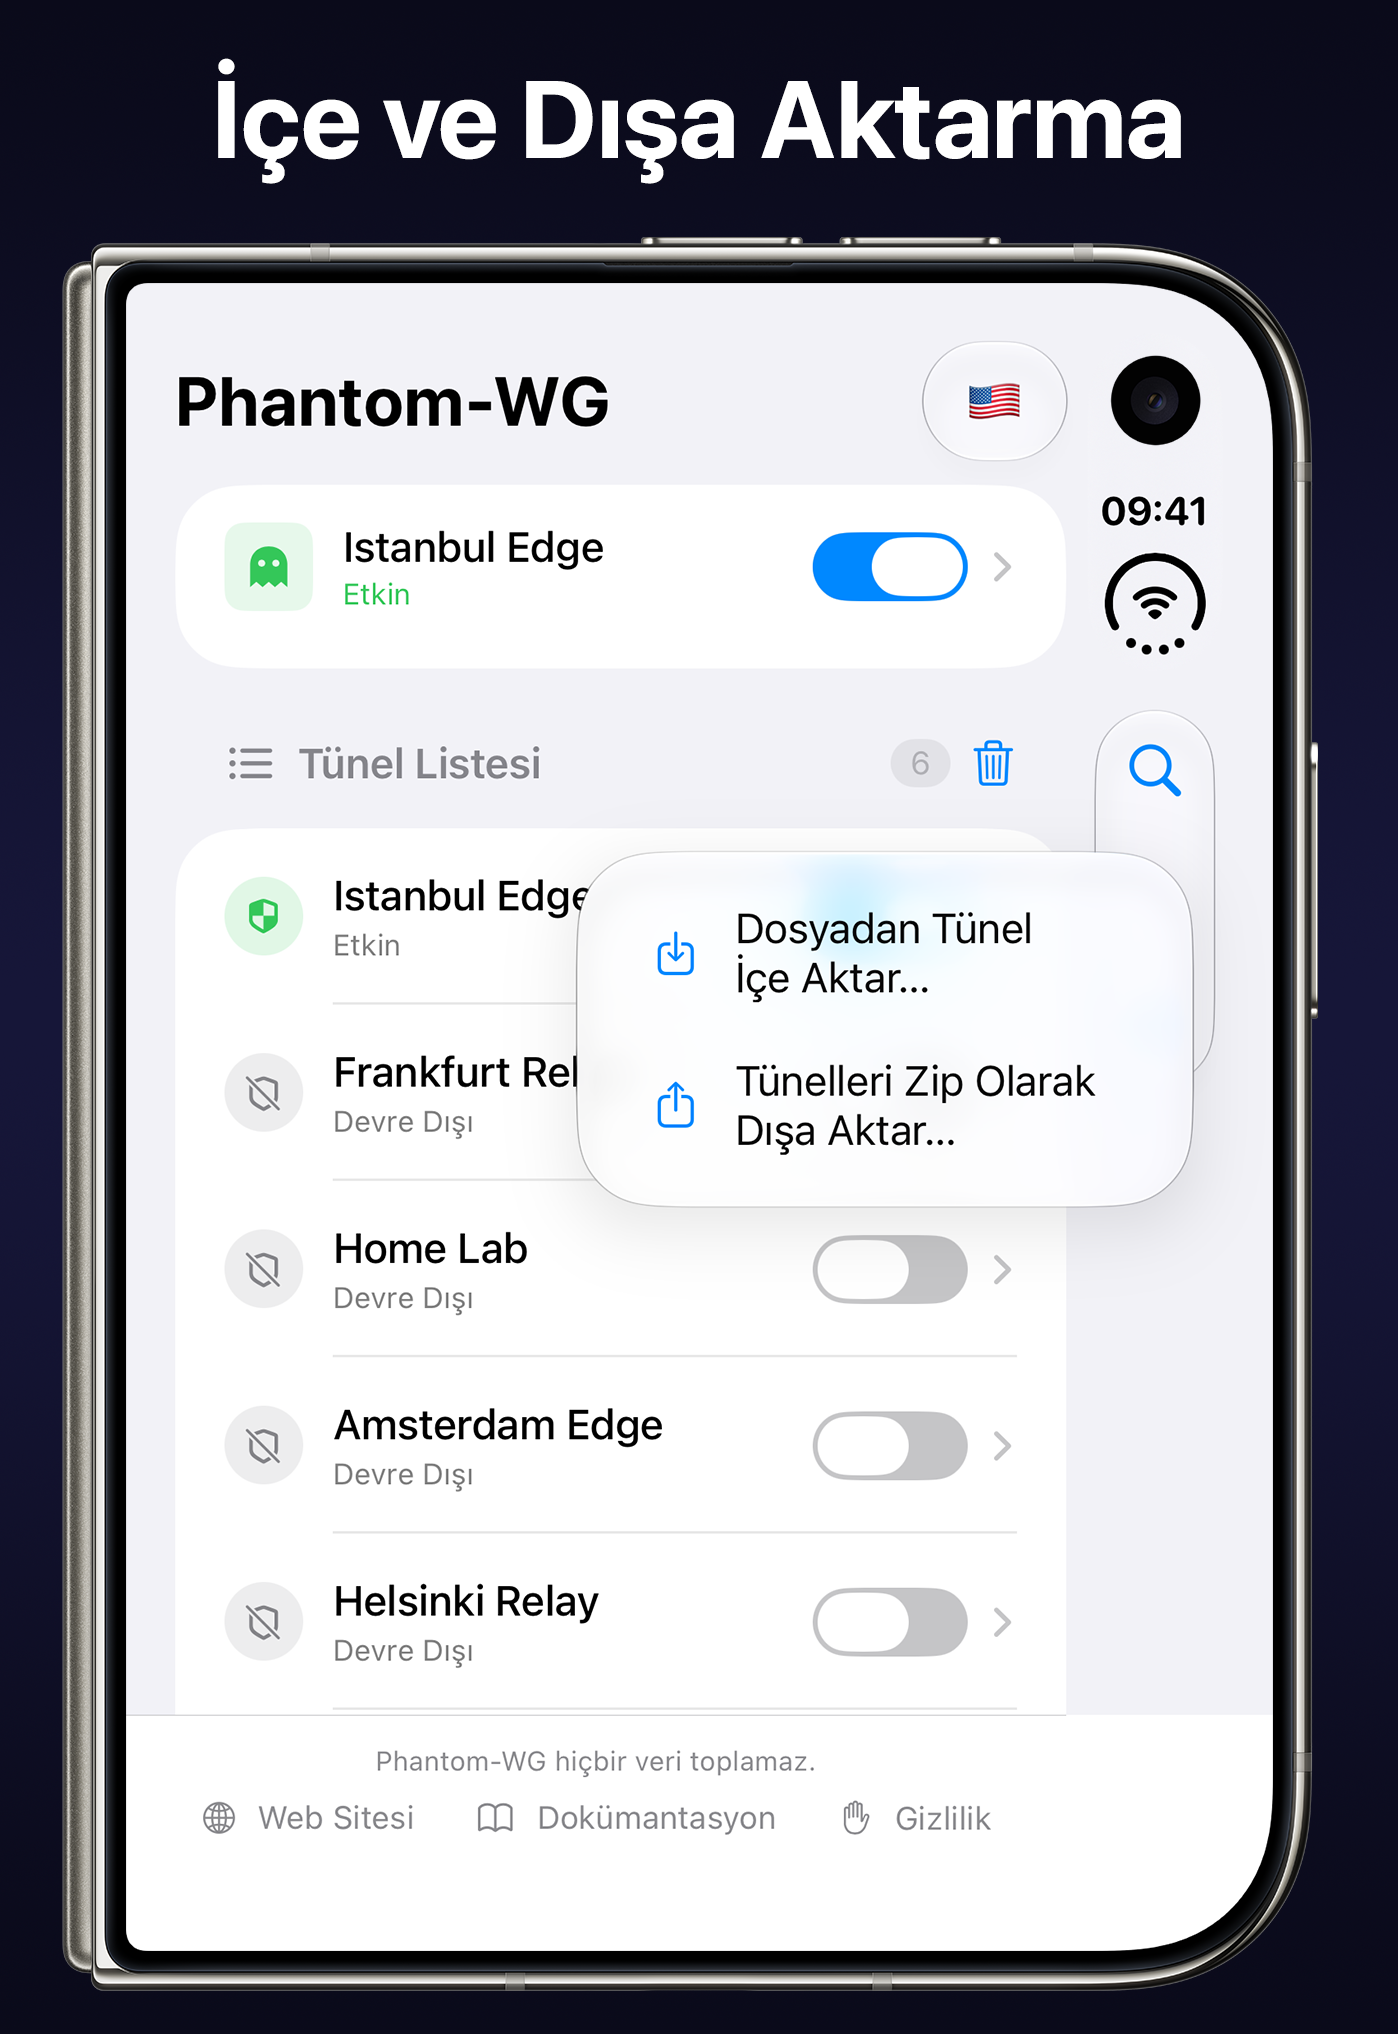 İçe ve Dışa Aktarma
Phantom-WG
09:41
Istanbul Edge
Etkin
Tünel Listesi
6
Istanbul Edge
Etkin
Dosyadan Tünel
İçe Aktar...
Tünelleri Zip Olarak
Dışa Aktar...
Frankfurt Rel
Devre Dışı
Home Lab
Devre Dışı
Amsterdam Edge
Devre Dışı
Helsinki Relay
Devre Dışı
Phantom-WG hiçbir veri toplamaz.
Web Sitesi
Dokümantasyon
Gizlilik